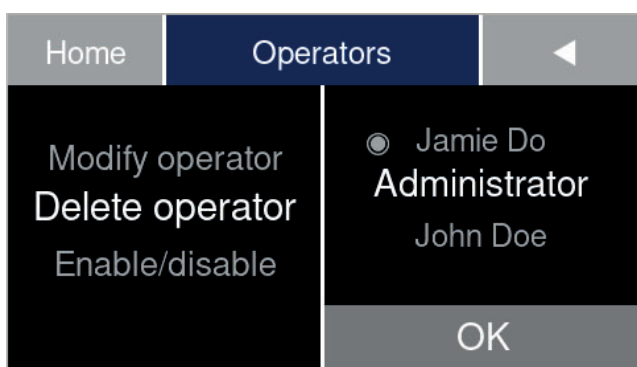 Home
Operators
Modify operator
Delete operator
Enable/disable
Jamie Do
Administrator
John Doe
OK